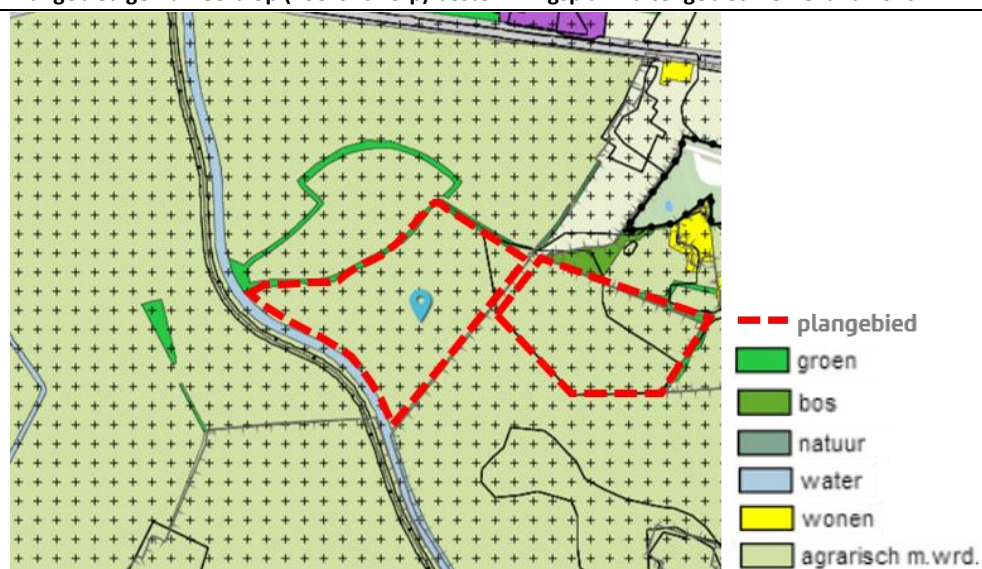 plangebied
groen
bos
natuur
water
wonen
agrarisch m.wrd.